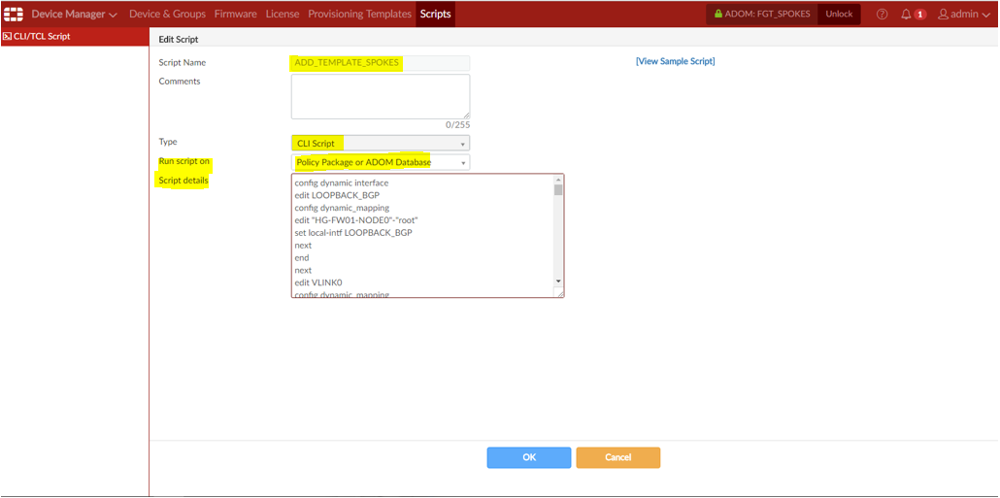 Device Manager Device & Groups Firmware License Provisioning Templates Scripts ADOM: FGT_SPOKES Unlock ? 1 admin
CLI/TCL Script
Edit Script
Script Name ADD_TEMPLATE_SPOKES [View Sample Script]
Comments
0/255
Type CLI Script
Run script on Policy Package or ADOM Database
Script details
config dynamic interface
edit LOOPBACK_BGP
config dynamic_mapping
edit "HG-FW01-NODE0"-"root"
set local-intf LOOPBACK_BGP
next
end
next
edit VLINK0
config dynamic_mapping
OK Cancel